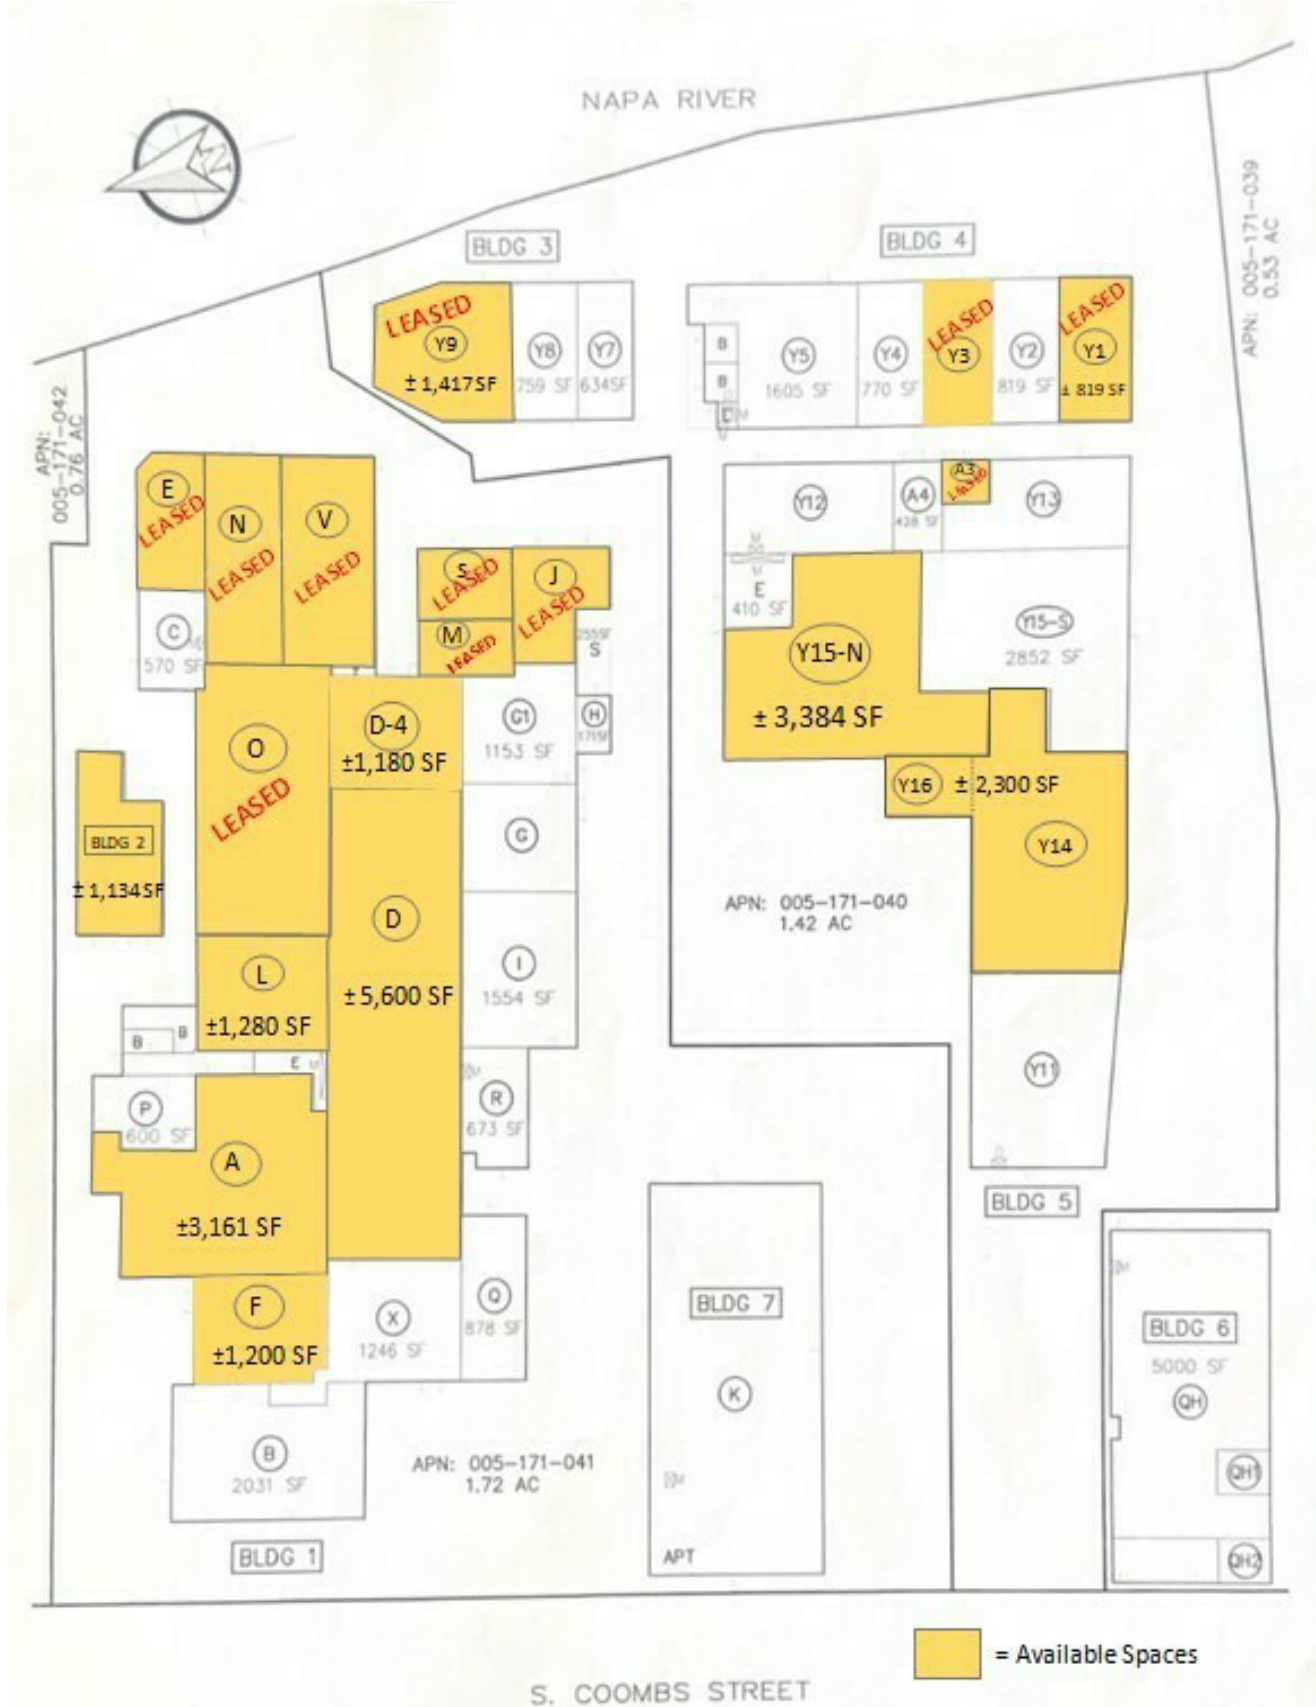 NAPA RIVER
N
BLDG 3
BLDG 4
APN: 005-171-039
0.53 AC
LEASED
Y9
± 1,417SF
Y8
759 SF
Y7
634SF
B
B
E
M
Y5
1605 SF
Y4
770 SF
LEASED
Y3
Y2
819 SF
LEASED
Y1
± 819 SF
APN:
005-171-042
0.76 AC
E
LEASED
N
LEASED
V
LEASED
S
LEASED
J
LEASED
M
LEASED
C
570 SF
255SF
S
H
171SF
Y12
A4
428 SF
A3
LEASED
Y13
M
M
E
410 SF
Y15-N
± 3,384 SF
Y15-S
2852 SF
Y16
± 2,300 SF
Y14
O
LEASED
D-4
±1,180 SF
G1
1153 SF
G
BLDG 2
± 1,134SF
D
± 5,600 SF
I
1554 SF
APN: 005-171-040
1.42 AC
L
±1,280 SF
B
B
E
M
P
600 SF
A
±3,161 SF
M
R
673 SF
Y11
BLDG 5
F
±1,200 SF
X
1246 SF
Q
878 SF
BLDG 7
K
M
APT
M
BLDG 6
5000 SF
QH
QH1
QH2
B
2031 SF
APN: 005-171-041
1.72 AC
BLDG 1
= Available Spaces
S. COOMBS STREET